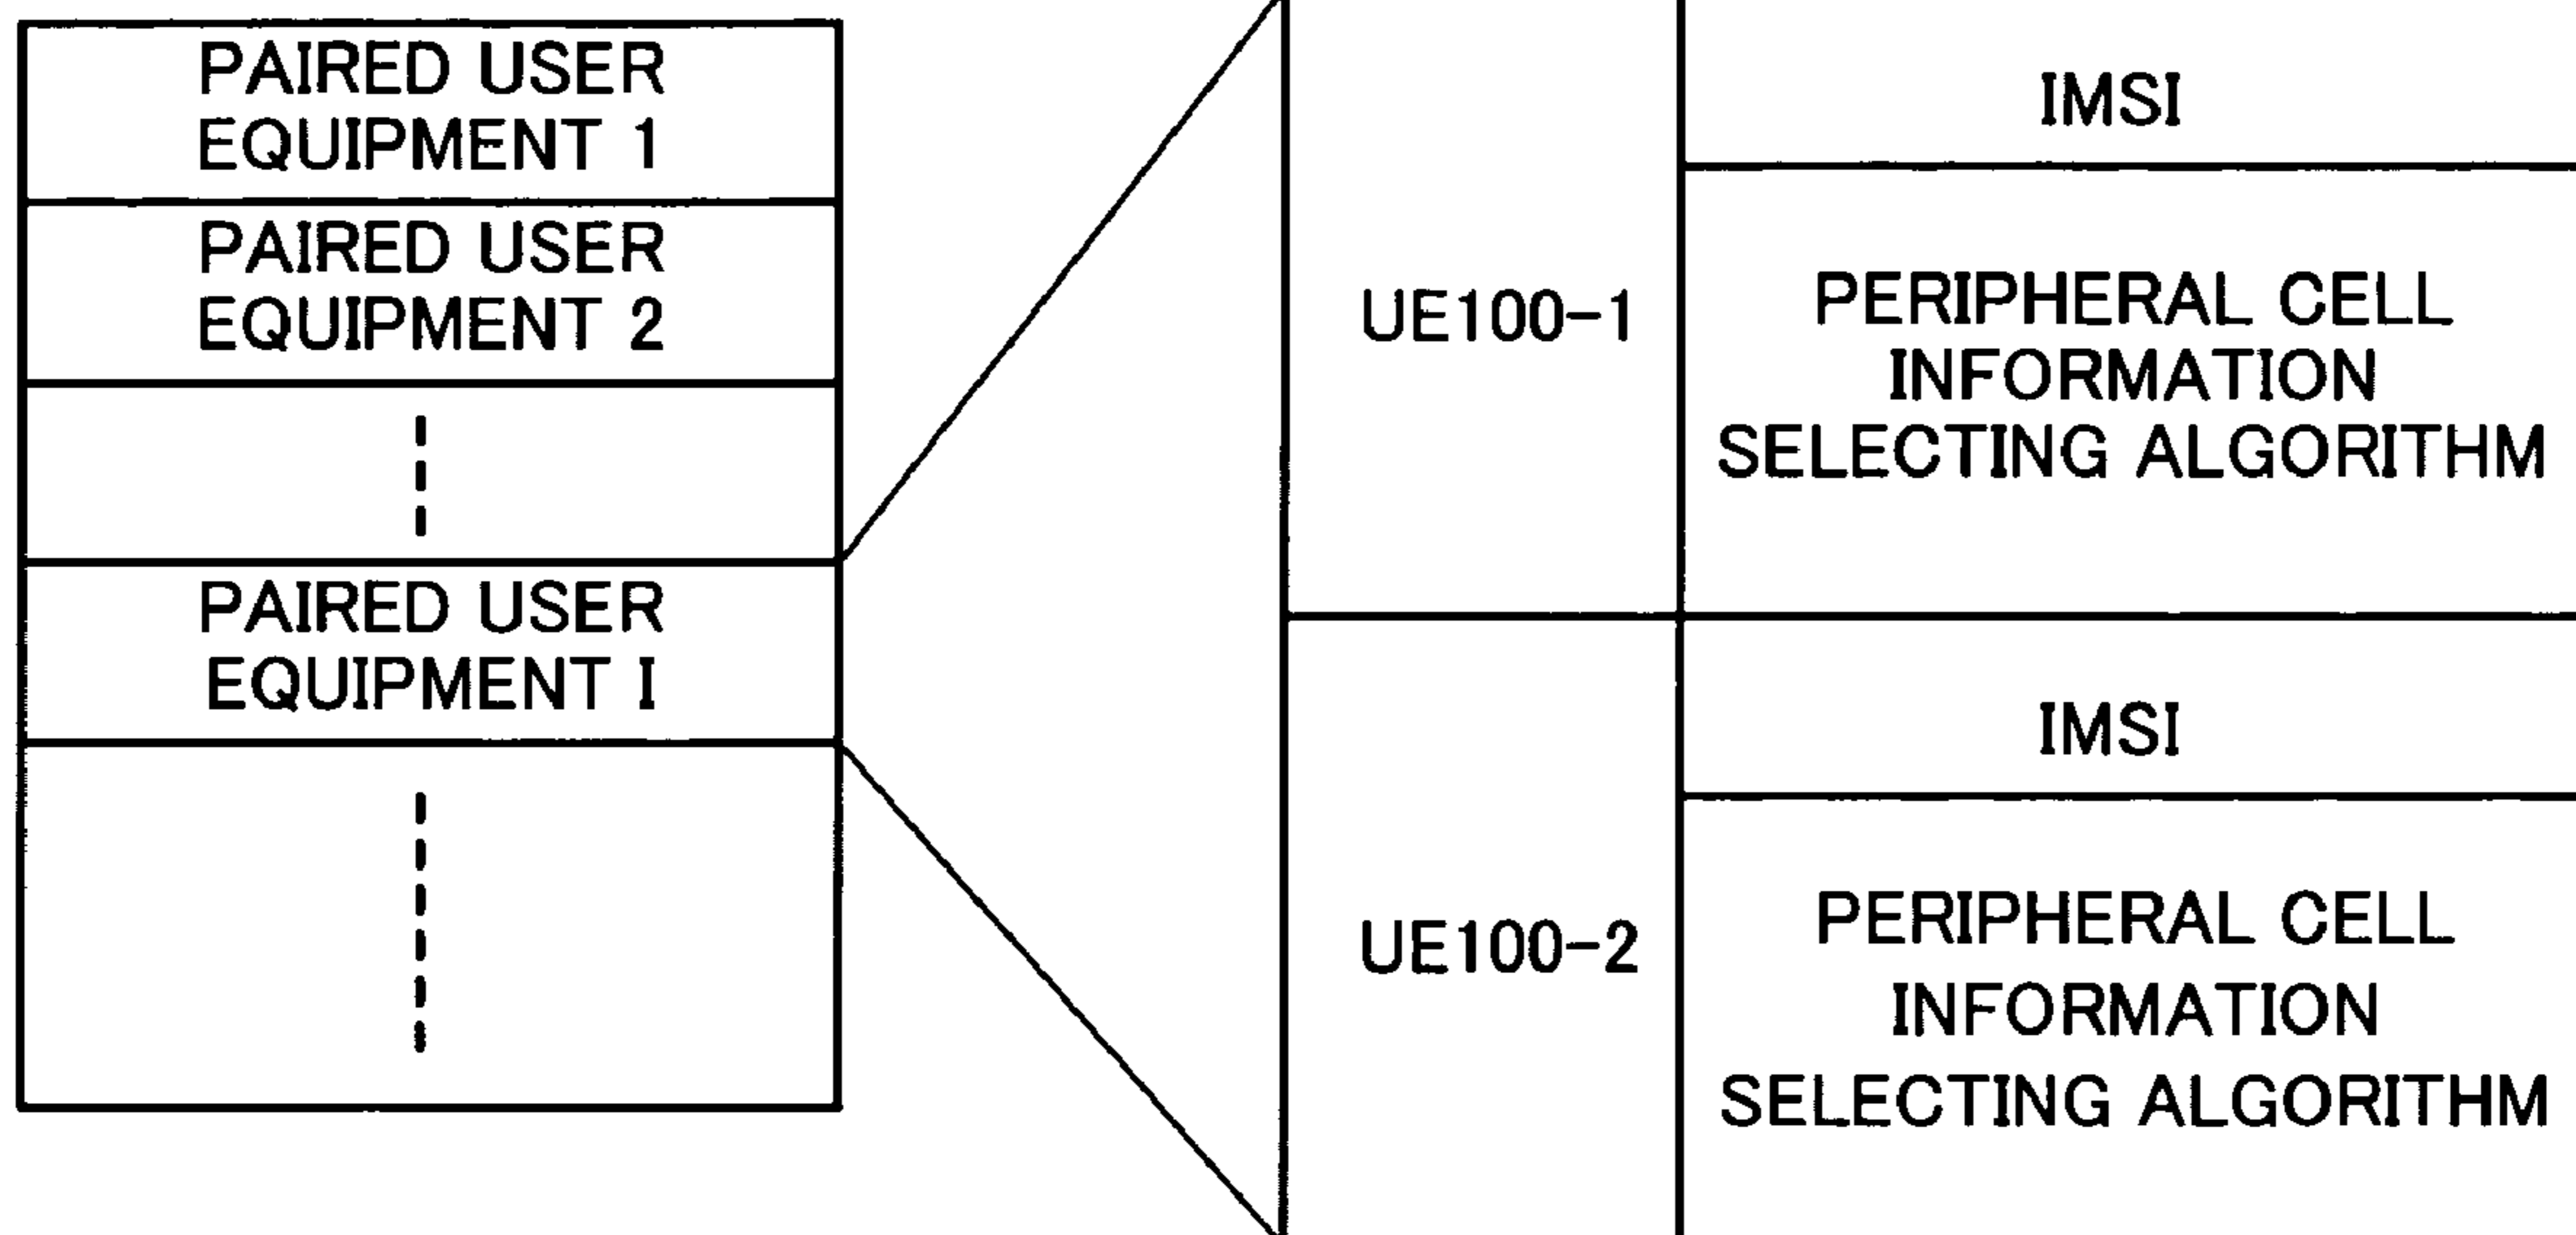 PAIRED USER
EQUIPMENT 1
PAIRED USER
EQUIPMENT 2
PAIRED USER
EQUIPMENT I
UE100-1
IMSI
PERIPHERAL CELL
INFORMATION
SELECTING ALGORITHM
UE100-2
IMSI
PERIPHERAL CELL
INFORMATION
SELECTING ALGORITHM